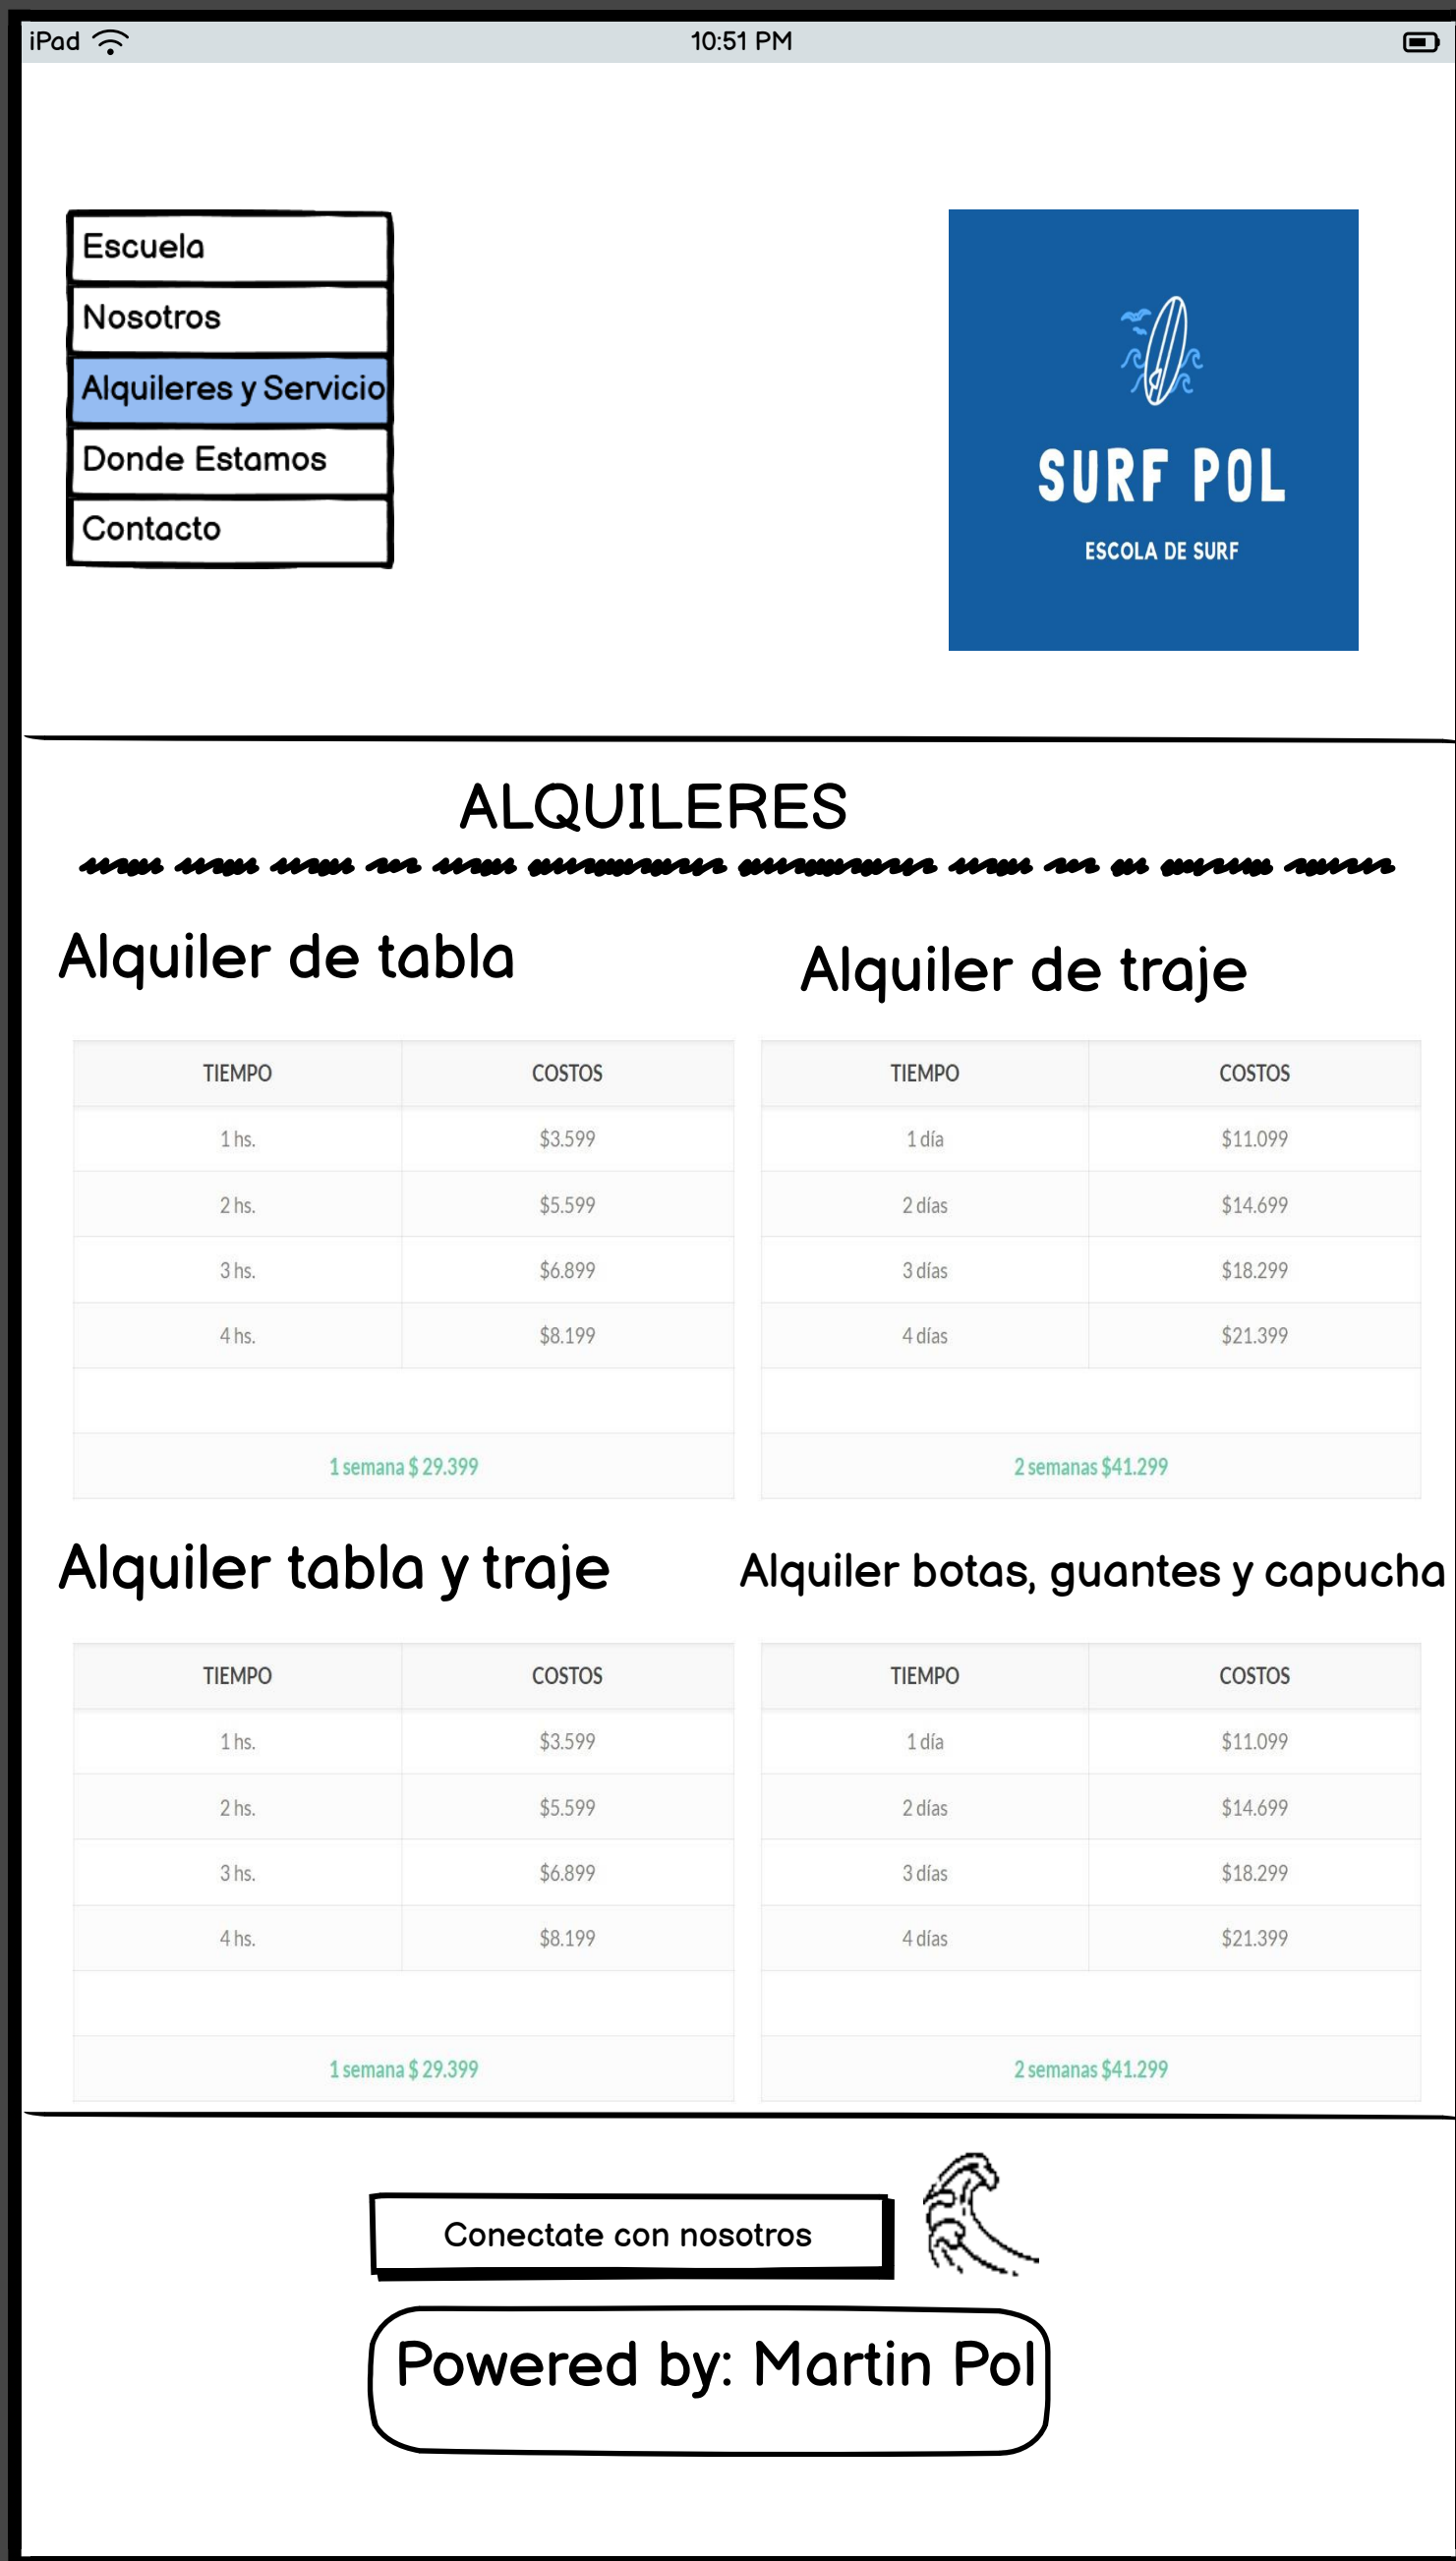 iPad 10:51 PM
Escuela
Nosotros
Alquileres y Servicio
Donde Estamos
Contacto
SURF POL
ESCOLA DE SURF
ALQUILERES
Alquiler de tabla
TIEMPO COSTOS
1 hs. $3.599
2 hs. $5.599
3 hs. $6.899
4 hs. $8.199
1 semana $ 29.399
Alquiler de traje
TIEMPO COSTOS
1 día $11.099
2 días $14.699
3 días $18.299
4 días $21.399
2 semanas $41.299
Alquiler tabla y traje
TIEMPO COSTOS
1 hs. $3.599
2 hs. $5.599
3 hs. $6.899
4 hs. $8.199
1 semana $ 29.399
Alquiler botas, guantes y capucha
TIEMPO COSTOS
1 día $11.099
2 días $14.699
3 días $18.299
4 días $21.399
2 semanas $41.299
Conectate con nosotros
Powered by: Martin Pol